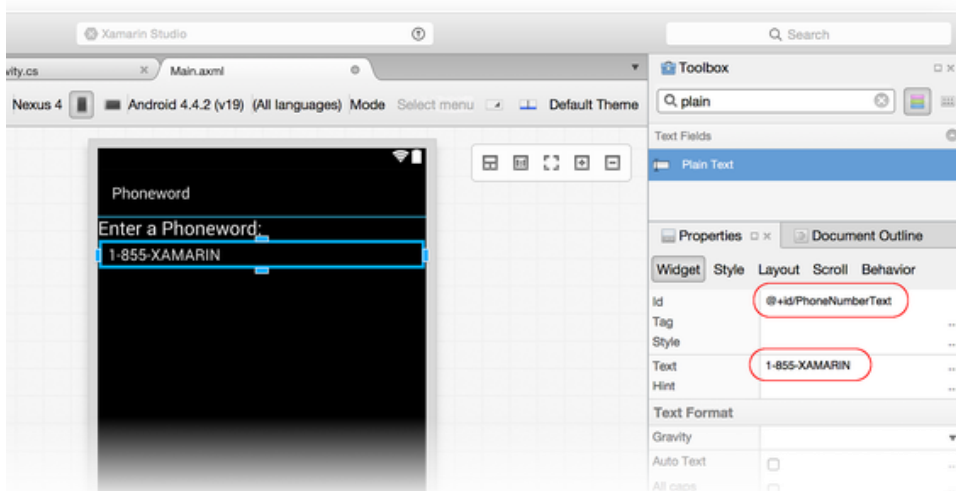 Xamarin Studio
Search
vity.cs
Main.axml
Toolbox
Nexus 4 Android 4.4.2 (v19) (All languages) Mode Select menu Default Theme
plain
Text Fields
Plain Text
Phoneword
Enter a Phoneword:
1-855-XAMARIN
Properties Document Outline
Widget Style Layout Scroll Behavior
Id @+id/PhoneNumberText
Tag
Style
Text 1-855-XAMARIN
Hint
Text Format
Gravity
Auto Text
All caps